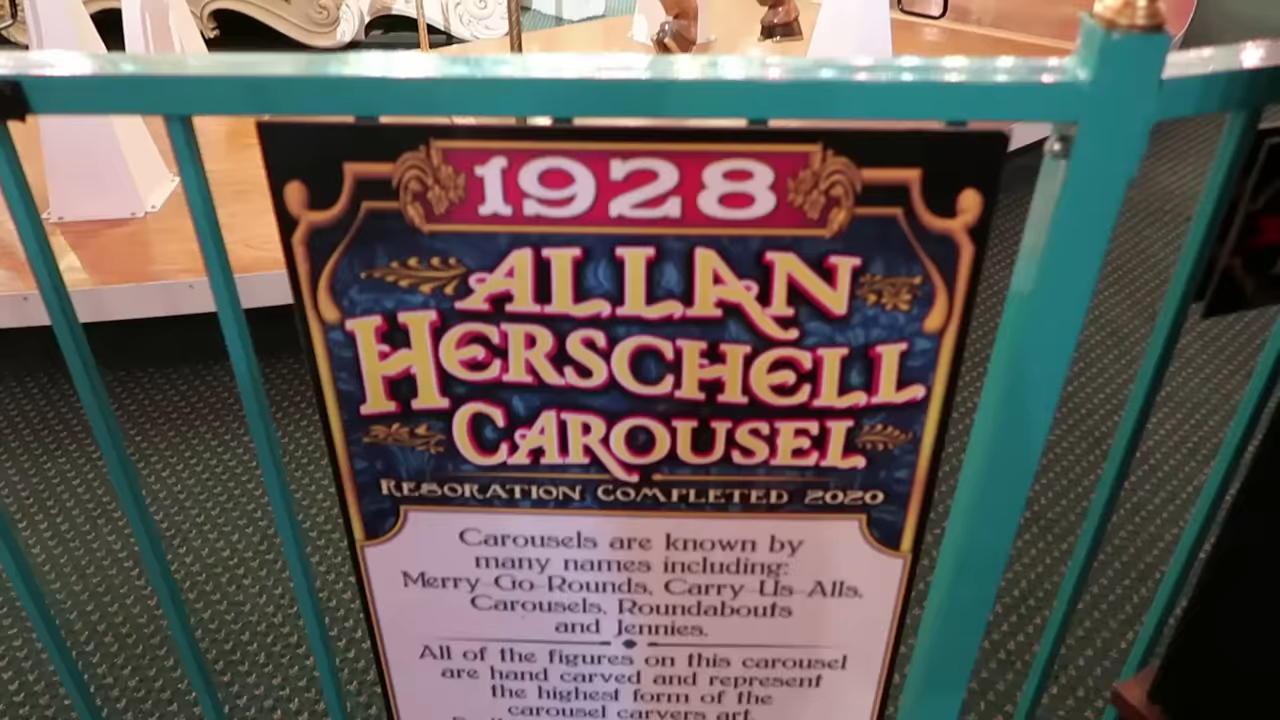 1928
ALLAN
HERSCHELL
CAROUSEL
RESORATION COMPLETED 2020
Carousels are known by
many names including:
Merry-Go-Rounds, Carry-Us-Alls,
Carousels, Roundabouts
and Jennies.
All of the figures on this carousel
are hand carved and represent
the highest form of the
carousel carvers art.